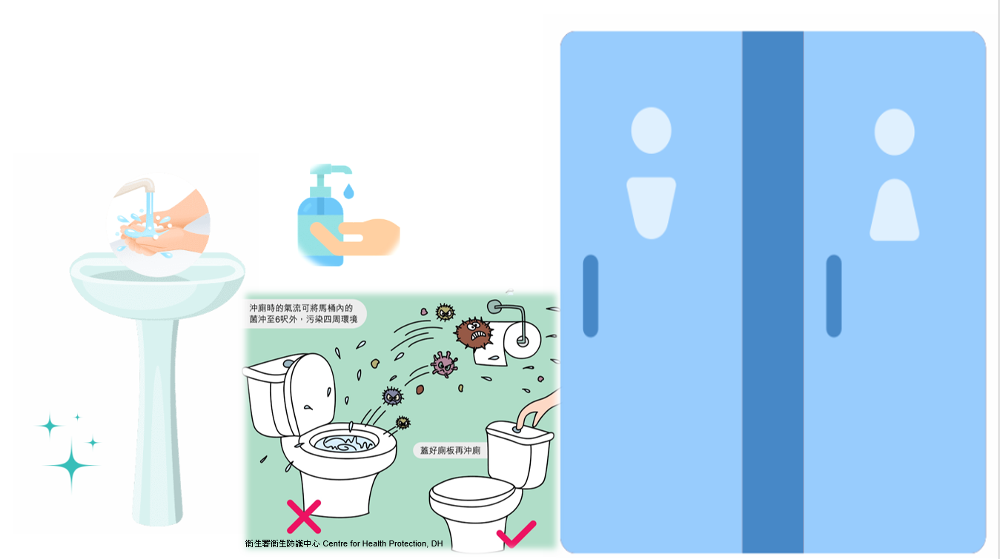 沖廁時的氣流可將馬桶內的
菌沖至6呎外，污染四周環境
蓋好廁板再沖廁
衞生署衞生防護中心 Centre for Health Protection, DH